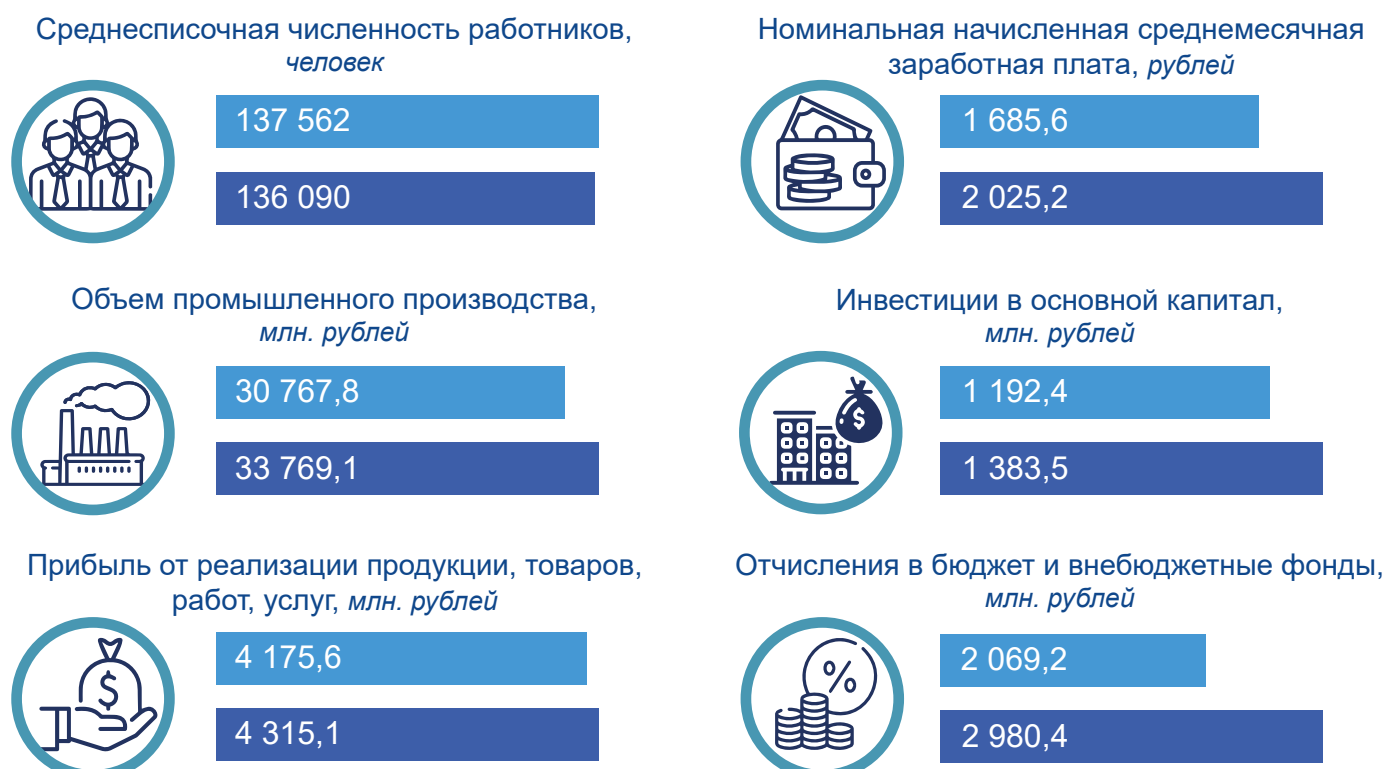 Среднесписочная численность работников,
человек
137 562
136 090
Номинальная начисленная среднемесячная
заработная плата, рублей
1 685,6
2 025,2
Объем промышленного производства,
млн. рублей
30 767,8
33 769,1
Инвестиции в основной капитал,
млн. рублей
$
1 192,4
1 383,5
Прибыль от реализации продукции, товаров,
работ, услуг, млн. рублей
$
4 175,6
4 315,1
Отчисления в бюджет и внебюджетные фонды,
млн. рублей
%
2 069,2
2 980,4